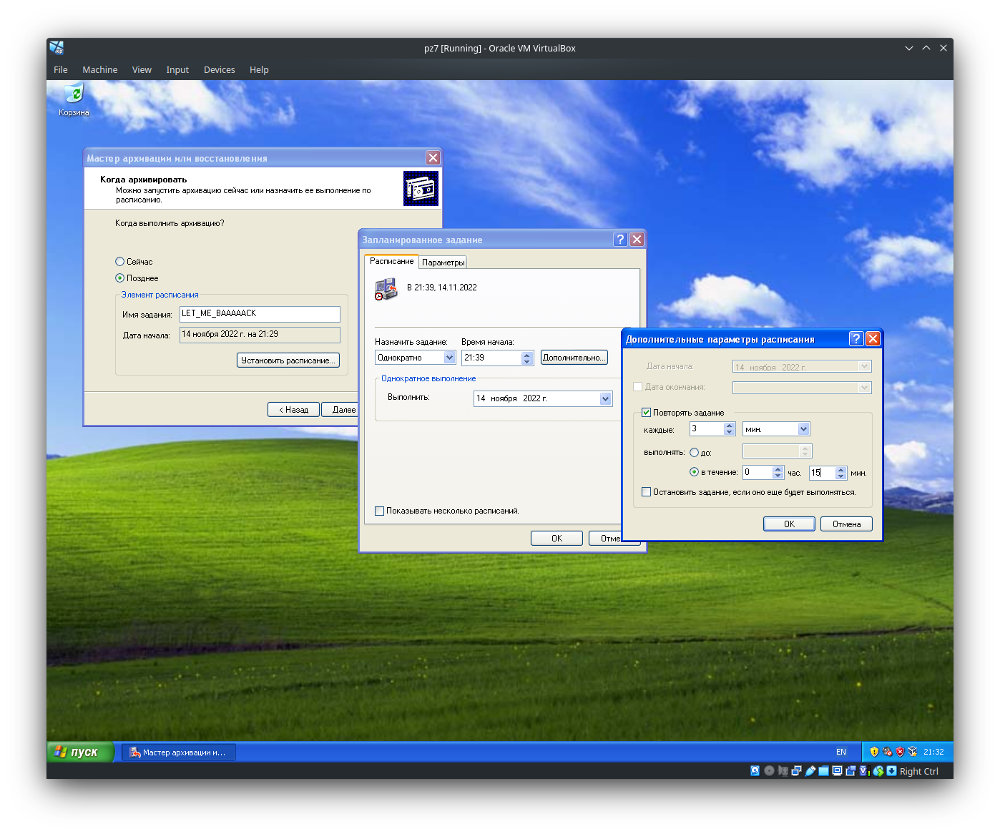 pz7 [Running] - Oracle VM VirtualBox
File Machine View Input Devices Help
Корзина
Мастер архивации или восстановления
Когда архивировать
Можно запустить архивацию сейчас или назначить ее выполнение по
расписанию.
Когда выполнить архивацию?
Сейчас
Позднее
Элемент расписания
Имя задания: LET_ME_BAAAAACK
Дата начала: 14 ноября 2022 г. на 21:29
Установить расписание...
< Назад Далее
Запланированное задание
Расписание Параметры
В 21:39, 14.11.2022
Назначить задание: Время начала:
Однократно 21:39 Дополнительно...
Однократное выполнение
Выполнить: 14 ноября 2022 г.
Показывать несколько расписаний.
OK Отме
Дополнительные параметры расписания
Дата начала: 14 ноября 2022 г.
Дата окончания:
Повторять задание
каждые: 3 мин.
выполнять: до:
в течение: 0 час. 15 мин.
Остановить задание, если оно еще будет выполняться.
OK Отмена
пуск Мастер архивации и... EN 21:32
Right Ctrl